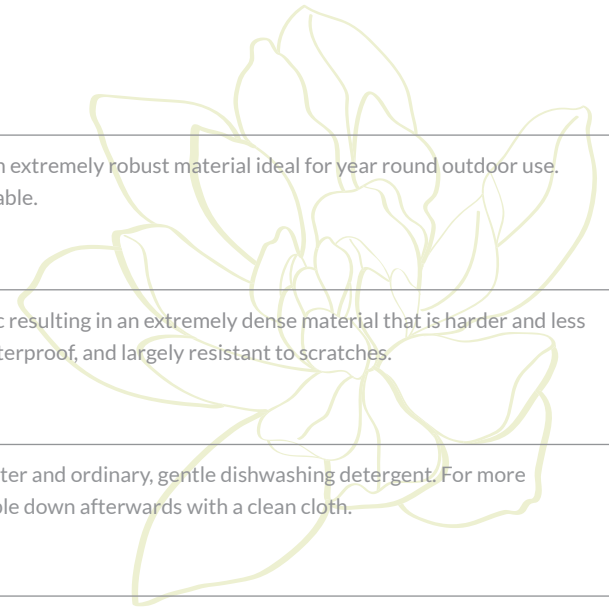 extremely robust material ideal for year round outdoor use.
able.
resulting in an extremely dense material that is harder and less
terproof, and largely resistant to scratches.
ter and ordinary, gentle dishwashing detergent. For more
ble down afterwards with a clean cloth.